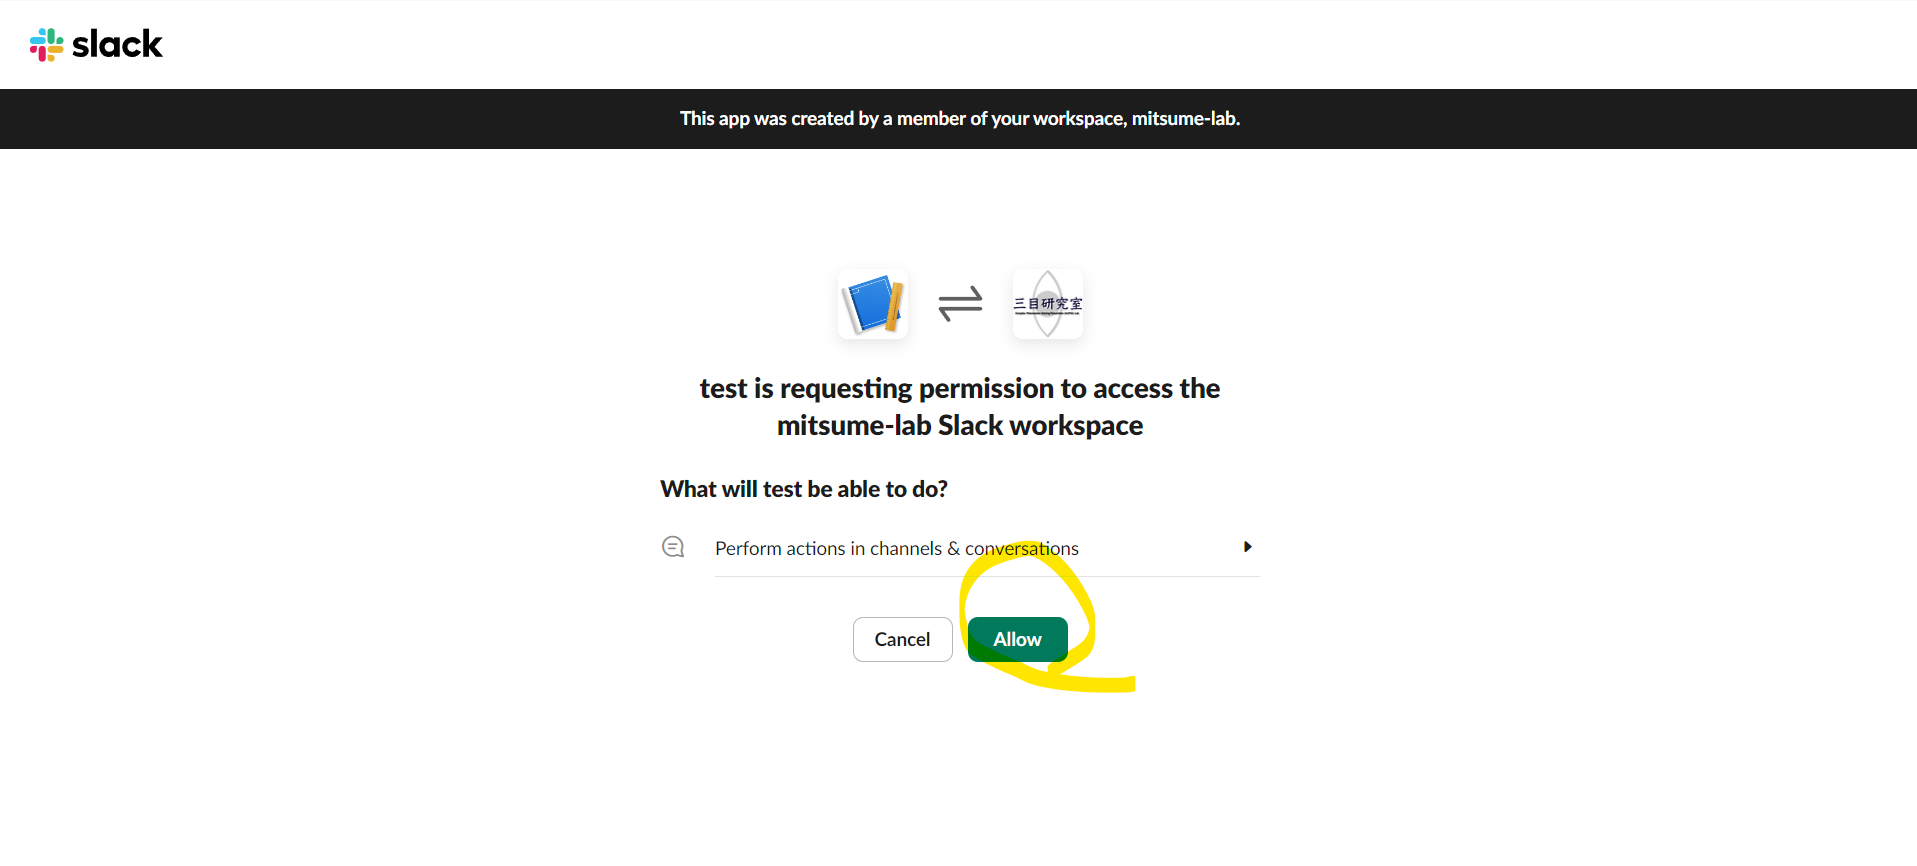 slack
This app was created by a member of your workspace, mitsume-lab.
三目研究室
test is requesting permission to access the
mitsume-lab Slack workspace
What will test be able to do?
Perform actions in channels & conversations
Cancel
Allow